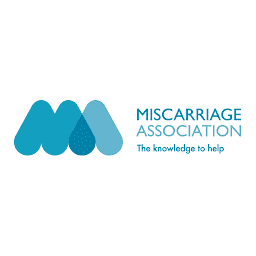 MISCARRIAGE
ASSOCIATION
The knowledge to help